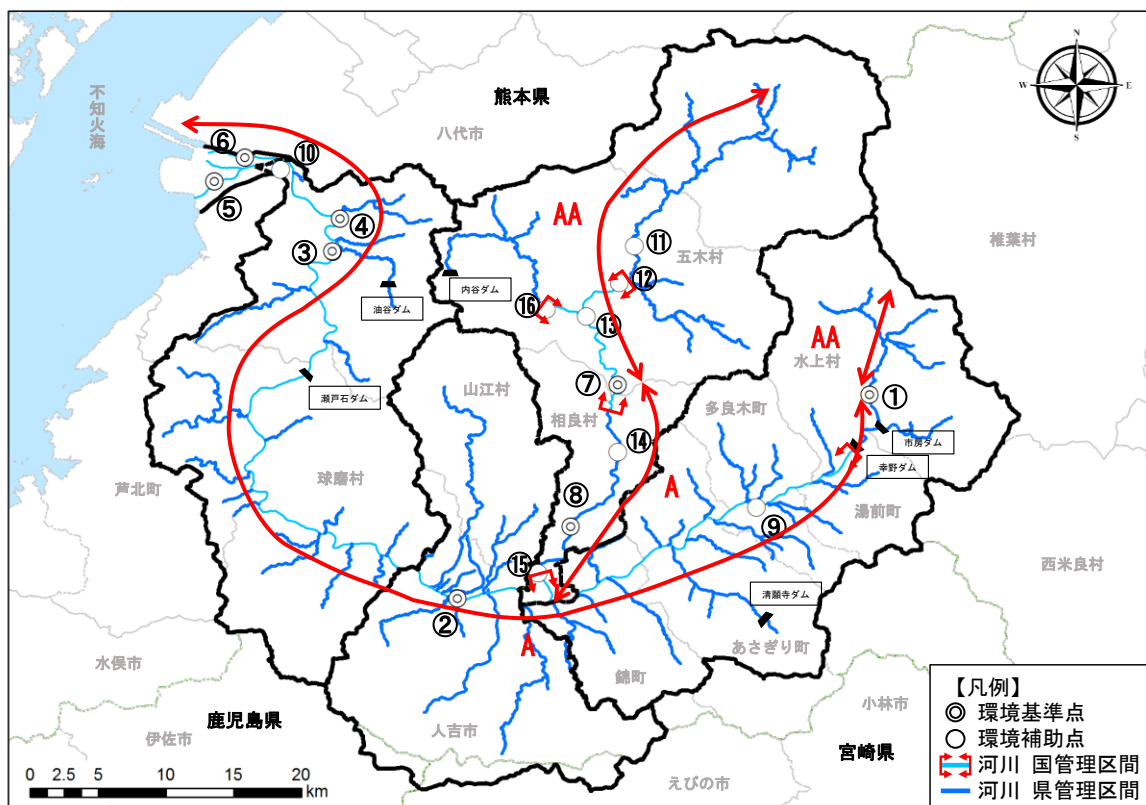 N
W E
S
熊本県
不知火海
八代市
⑥
⑩
⑤
④
③
油谷ダム
内谷ダム
AA
⑪
五木村
椎葉村
⑫
⑯
⑬
AA
水上村
①
瀬戸石ダム
山江村
⑦
相良村
多良木町
市房ダム
幸野ダム
⑭
芦北町
球磨村
⑧
A
⑨
湯前町
西米良村
⑮
清願寺ダム
②
A
あさぎり町
水俣市
錦町
小林市
鹿児島県
人吉市
宮崎県
伊佐市
えびの市
0 2.5 5 10 15 20
km
【凡例】
◎ 環境基準点
○ 環境補助点
河川 国管理区間
河川 県管理区間